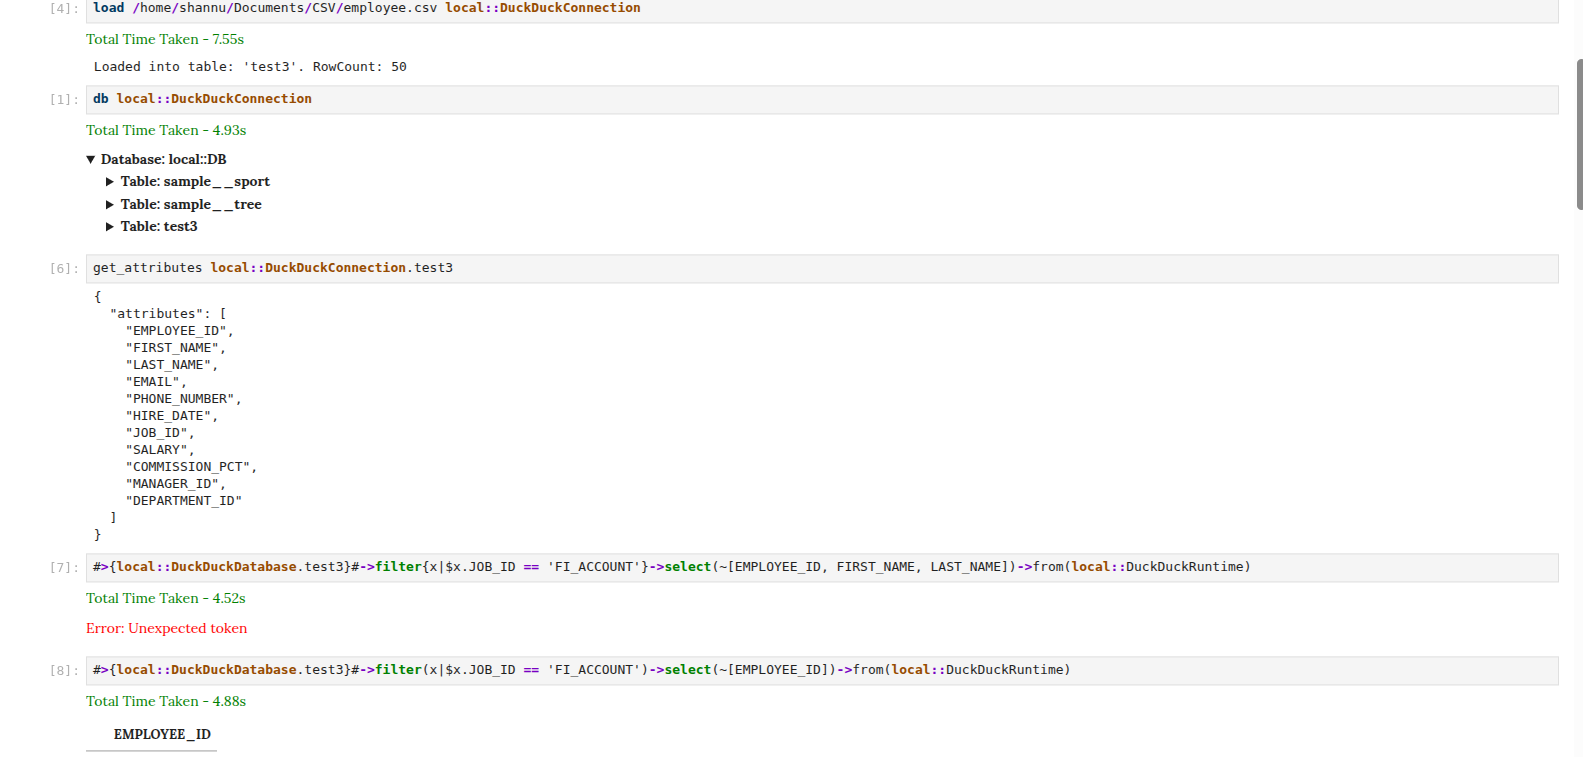 [4]: load /home/shannu/Documents/CSV/employee.csv local::DuckDuckConnection
Total Time Taken - 7.55s
Loaded into table: 'test3'. RowCount: 50
[1]: db local::DuckDuckConnection
Total Time Taken - 4.93s
▼ Database: local::DB
▶ Table: sample__sport
▶ Table: sample__tree
▶ Table: test3
[6]: get_attributes local::DuckDuckConnection.test3
{
  "attributes": [
    "EMPLOYEE_ID",
    "FIRST_NAME",
    "LAST_NAME",
    "EMAIL",
    "PHONE_NUMBER",
    "HIRE_DATE",
    "JOB_ID",
    "SALARY",
    "COMMISSION_PCT",
    "MANAGER_ID",
    "DEPARTMENT_ID"
  ]
}
[7]: #>{local::DuckDuckDatabase.test3}#->filter{x|$x.JOB_ID == 'FI_ACCOUNT'}->select(~[EMPLOYEE_ID, FIRST_NAME, LAST_NAME])->from(local::DuckDuckRuntime)
Total Time Taken - 4.52s
Error: Unexpected token
[8]: #>{local::DuckDuckDatabase.test3}#->filter(x|$x.JOB_ID == 'FI_ACCOUNT')->select(~[EMPLOYEE_ID])->from(local::DuckDuckRuntime)
Total Time Taken - 4.88s
EMPLOYEE_ID